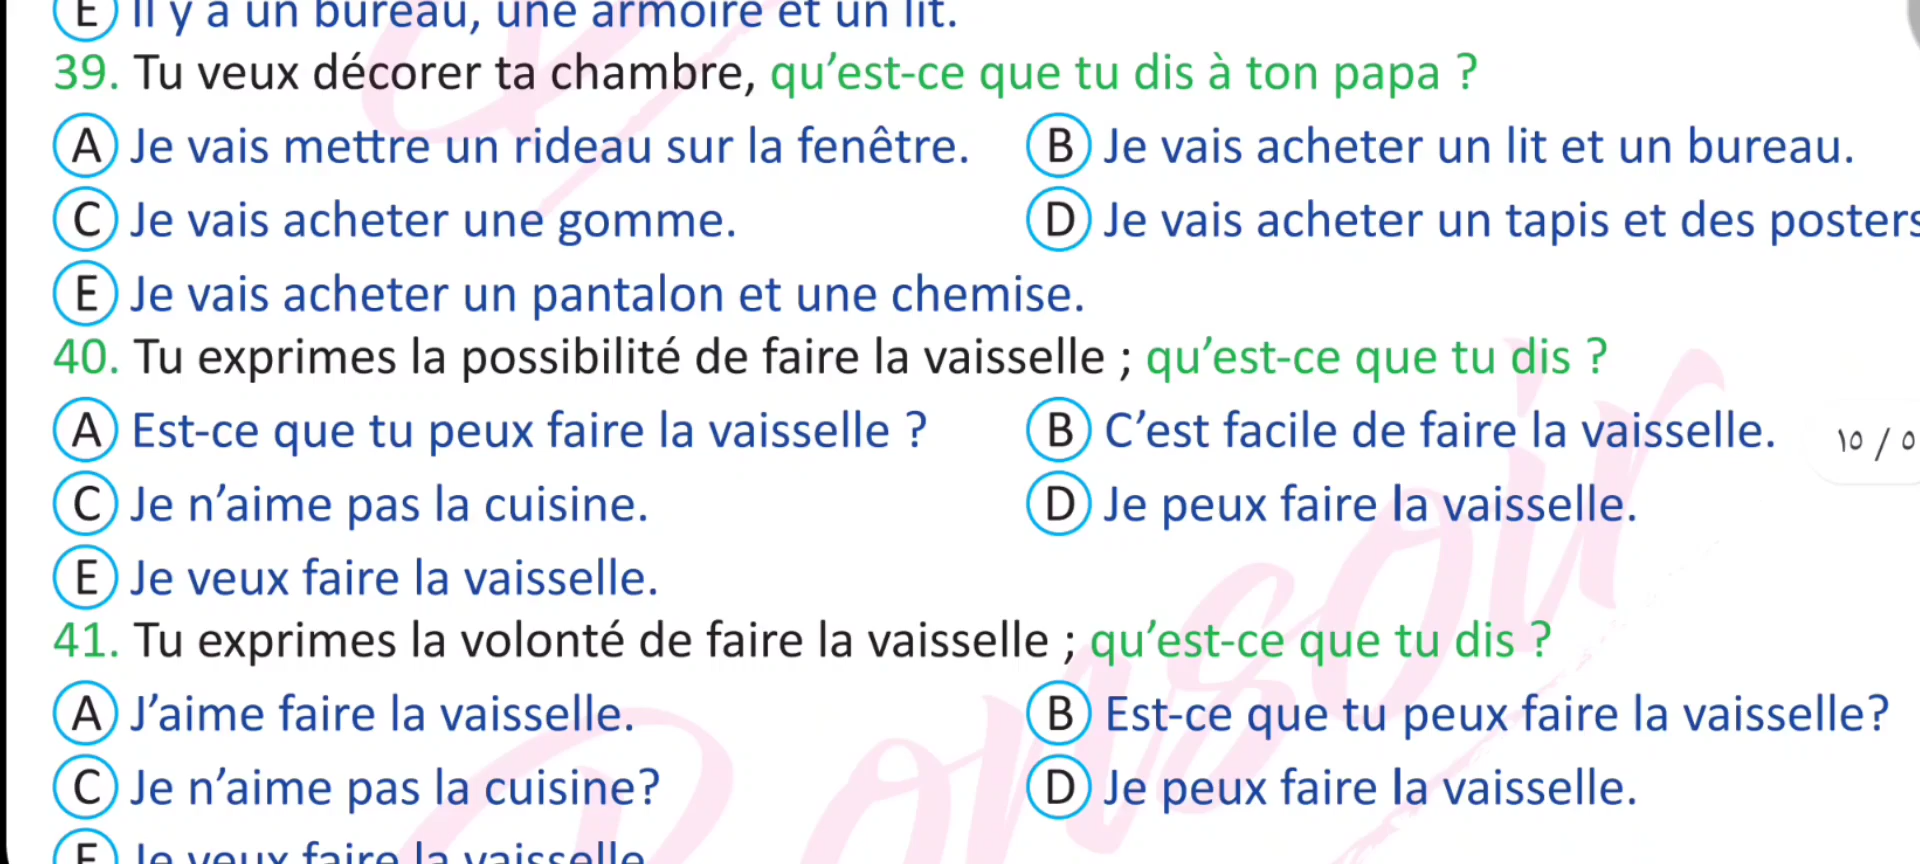 E Il y a un bureau, une armoire et un lit.
39. Tu veux décorer ta chambre, qu’est-ce que tu dis à ton papa ?
A Je vais mettre un rideau sur la fenêtre. B Je vais acheter un lit et un bureau.
C Je vais acheter une gomme. D Je vais acheter un tapis et des posters
E Je vais acheter un pantalon et une chemise.
40. Tu exprimes la possibilité de faire la vaisselle ; qu’est-ce que tu dis ?
A Est-ce que tu peux faire la vaisselle ? B C’est facile de faire la vaisselle.
١٥ / ٥
C Je n’aime pas la cuisine. D Je peux faire la vaisselle.
E Je veux faire la vaisselle.
41. Tu exprimes la volonté de faire la vaisselle ; qu’est-ce que tu dis ?
A J’aime faire la vaisselle. B Est-ce que tu peux faire la vaisselle?
C Je n’aime pas la cuisine? D Je peux faire la vaisselle.
E Je veux faire la vaisselle
Bonsoir